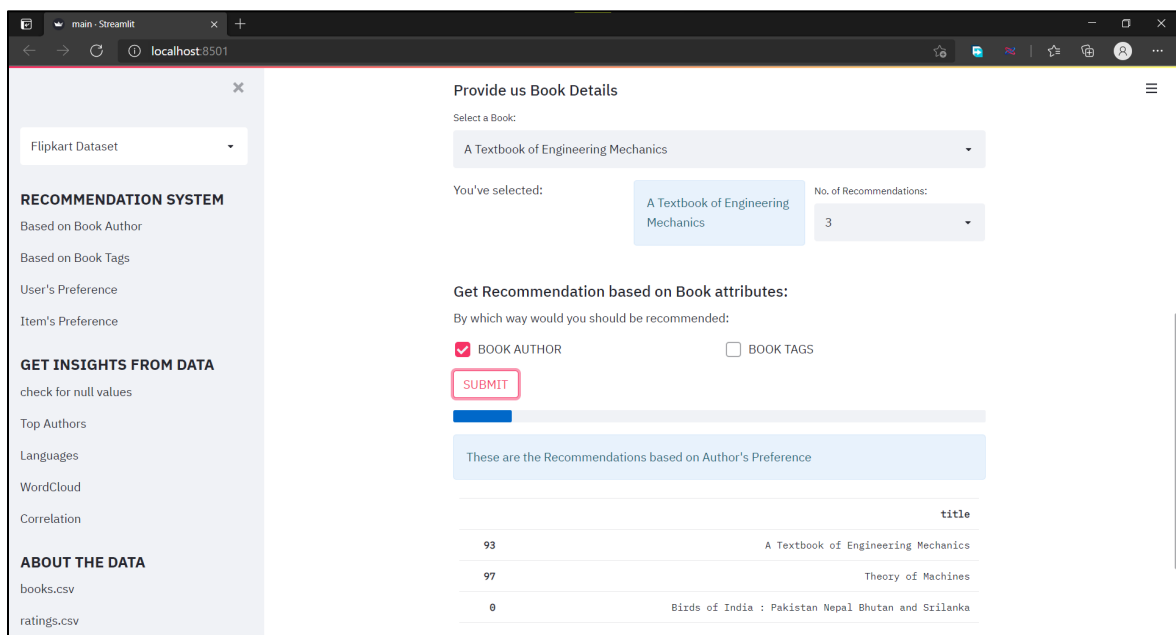 main · Streamlit
localhost:8501
Flipkart Dataset
RECOMMENDATION SYSTEM
Based on Book Author
Based on Book Tags
User's Preference
Item's Preference
GET INSIGHTS FROM DATA
check for null values
Top Authors
Languages
WordCloud
Correlation
ABOUT THE DATA
books.csv
ratings.csv
Provide us Book Details
Select a Book:
A Textbook of Engineering Mechanics
You've selected:
A Textbook of Engineering
Mechanics
No. of Recommendations:
3
Get Recommendation based on Book attributes:
By which way would you should be recommended:
BOOK AUTHOR
BOOK TAGS
SUBMIT
These are the Recommendations based on Author's Preference
title
93 A Textbook of Engineering Mechanics
97 Theory of Machines
0 Birds of India : Pakistan Nepal Bhutan and Srilanka